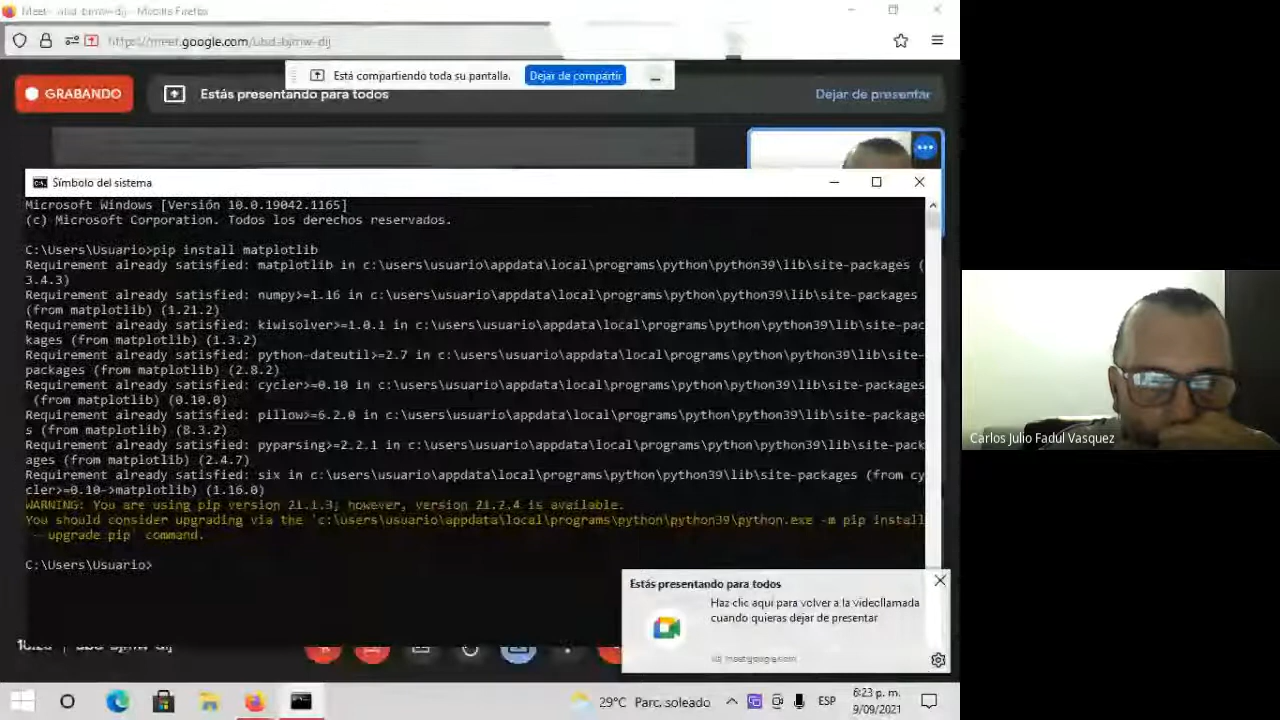 Meet - ubd-bjmw-dij - Mozilla Firefox
https://meet.google.com/ubd-bjmw-dij
Está compartiendo toda su pantalla.
Dejar de compartir
GRABANDO
Estás presentando para todos
Dejar de presentar
Símbolo del sistema
Microsoft Windows [Versión 10.0.19042.1165]
(c) Microsoft Corporation. Todos los derechos reservados.
C:\Users\Usuario>pip install matplotlib
Requirement already satisfied: matplotlib in c:\users\usuario\appdata\local\programs\python\python39\lib\site-packages (
3.4.3)
Requirement already satisfied: numpy>=1.16 in c:\users\usuario\appdata\local\programs\python\python39\lib\site-packages
(from matplotlib) (1.21.2)
Requirement already satisfied: kiwisolver>=1.0.1 in c:\users\usuario\appdata\local\programs\python\python39\lib\site-pac
kages (from matplotlib) (1.3.2)
Requirement already satisfied: python-dateutil>=2.7 in c:\users\usuario\appdata\local\programs\python\python39\lib\site-
packages (from matplotlib) (2.8.2)
Requirement already satisfied: cycler>=0.10 in c:\users\usuario\appdata\local\programs\python\python39\lib\site-packages
(from matplotlib) (0.10.0)
Requirement already satisfied: pillow>=6.2.0 in c:\users\usuario\appdata\local\programs\python\python39\lib\site-package
s (from matplotlib) (8.3.2)
Requirement already satisfied: pyparsing>=2.2.1 in c:\users\usuario\appdata\local\programs\python\python39\lib\site-pack
ages (from matplotlib) (2.4.7)
Requirement already satisfied: six in c:\users\usuario\appdata\local\programs\python\python39\lib\site-packages (from cy
cler>=0.10->matplotlib) (1.16.0)
WARNING: You are using pip version 21.1.3; however, version 21.2.4 is available.
You should consider upgrading via the 'c:\users\usuario\appdata\local\programs\python\python39\python.exe -m pip install
--upgrade pip' command.
C:\Users\Usuario>
Estás presentando para todos
Haz clic aquí para volver a la videollamada
cuando quieras dejar de presentar
meet.google.com
ubd-bjmw-dij
29°C Parc. soleado
ESP
6:23 p. m.
9/09/2021
Carlos Julio Fadul Vasquez